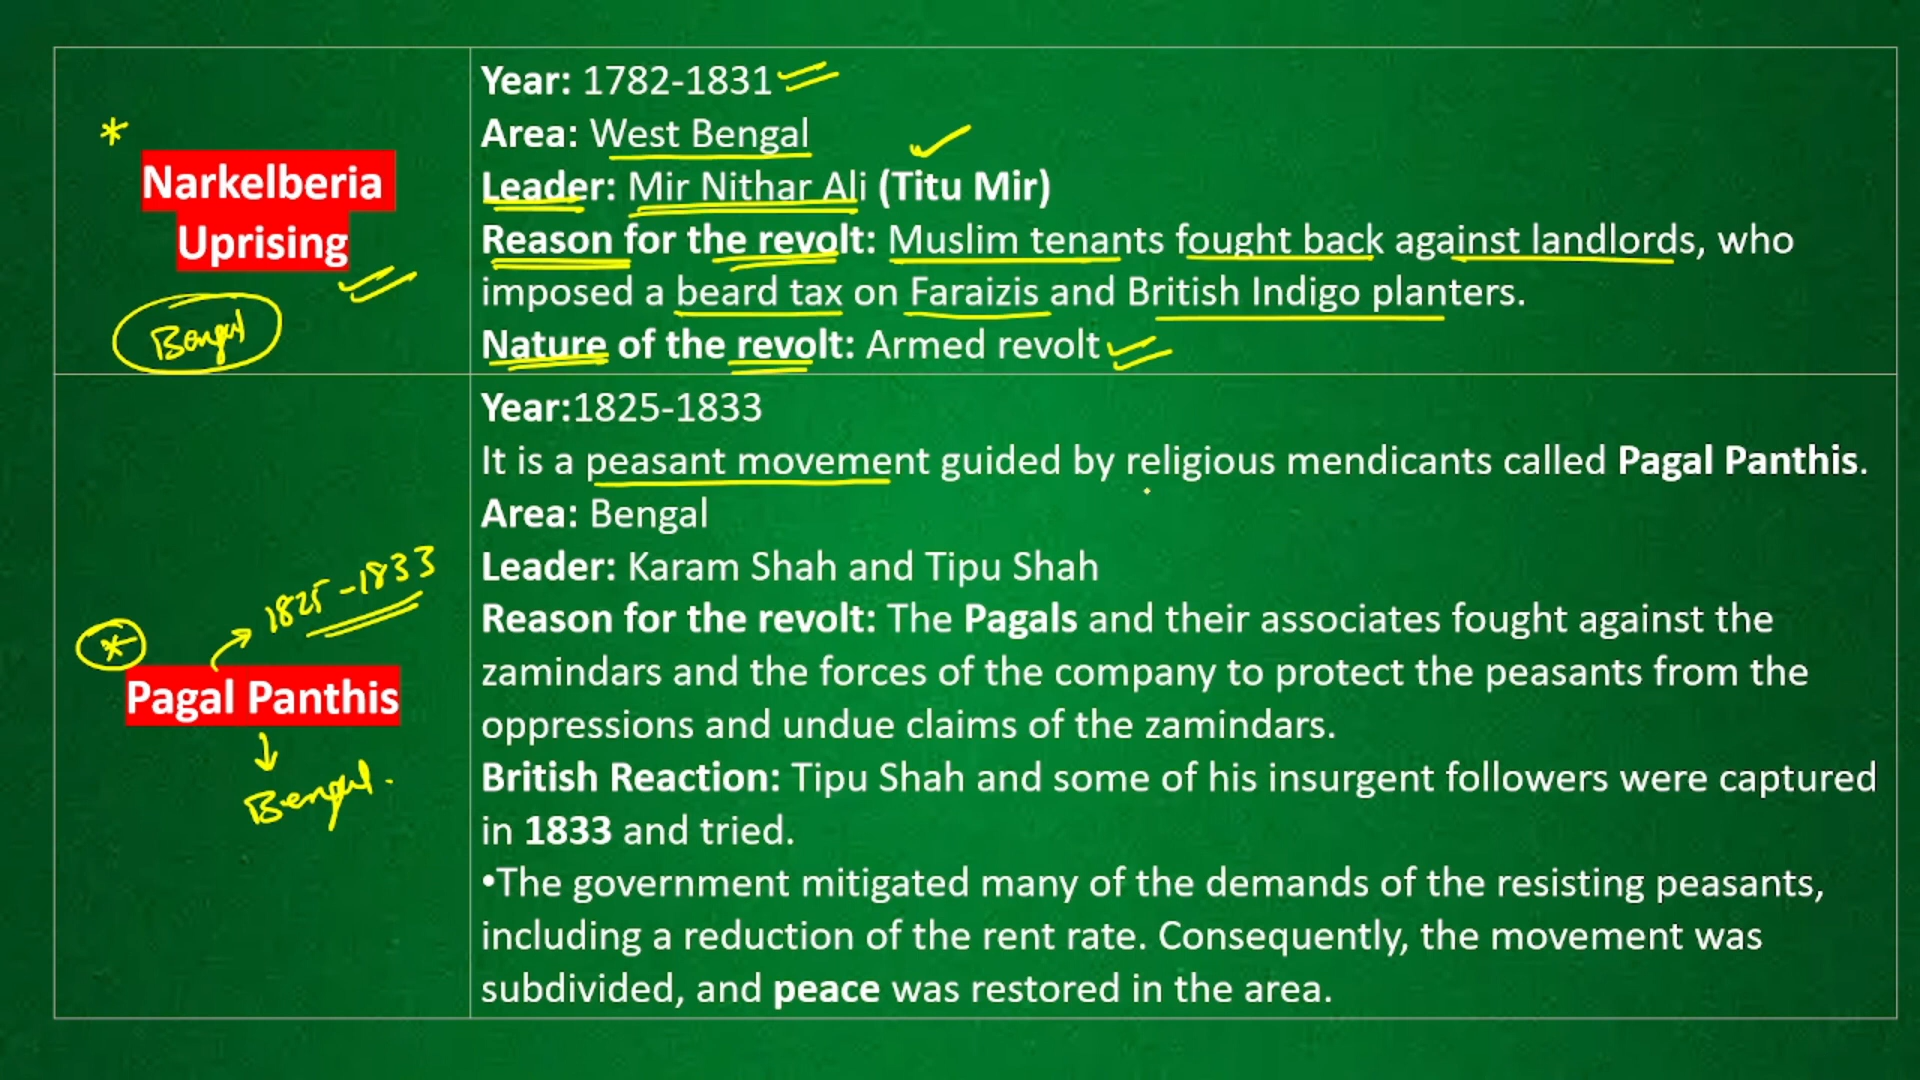 *
Narkelberia
Uprising
Bengal
Year: 1782-1831
Area: West Bengal
Leader: Mir Nithar Ali (Titu Mir)
Reason for the revolt: Muslim tenants fought back against landlords, who
imposed a beard tax on Faraizis and British Indigo planters.
Nature of the revolt: Armed revolt
1825-1833
*
Pagal Panthis
Bengal.
Year:1825-1833
It is a peasant movement guided by religious mendicants called Pagal Panthis.
Area: Bengal
Leader: Karam Shah and Tipu Shah
Reason for the revolt: The Pagals and their associates fought against the
zamindars and the forces of the company to protect the peasants from the
oppressions and undue claims of the zamindars.
British Reaction: Tipu Shah and some of his insurgent followers were captured
in 1833 and tried.
•The government mitigated many of the demands of the resisting peasants,
including a reduction of the rent rate. Consequently, the movement was
subdivided, and peace was restored in the area.